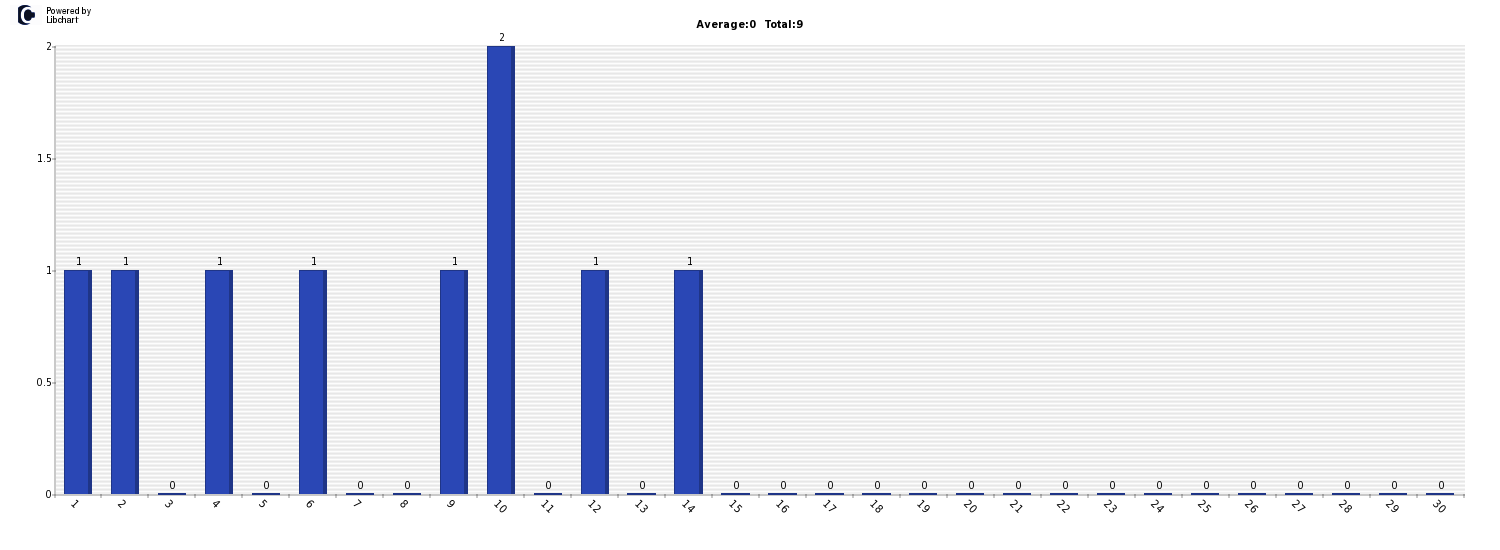 Powered by
Libchart
Average:0 Total:9
2
2
1.5
1 1 1 1 1 1 1
1
0.5
0 0 0 0 0 0 0 0 0 0 0 0 0 0 0 0 0 0 0 0 0 0
0
1 2 3 4 5 6 7 8 9 10 11 12 13 14 15 16 17 18 19 20 21 22 23 24 25 26 27 28 29 30